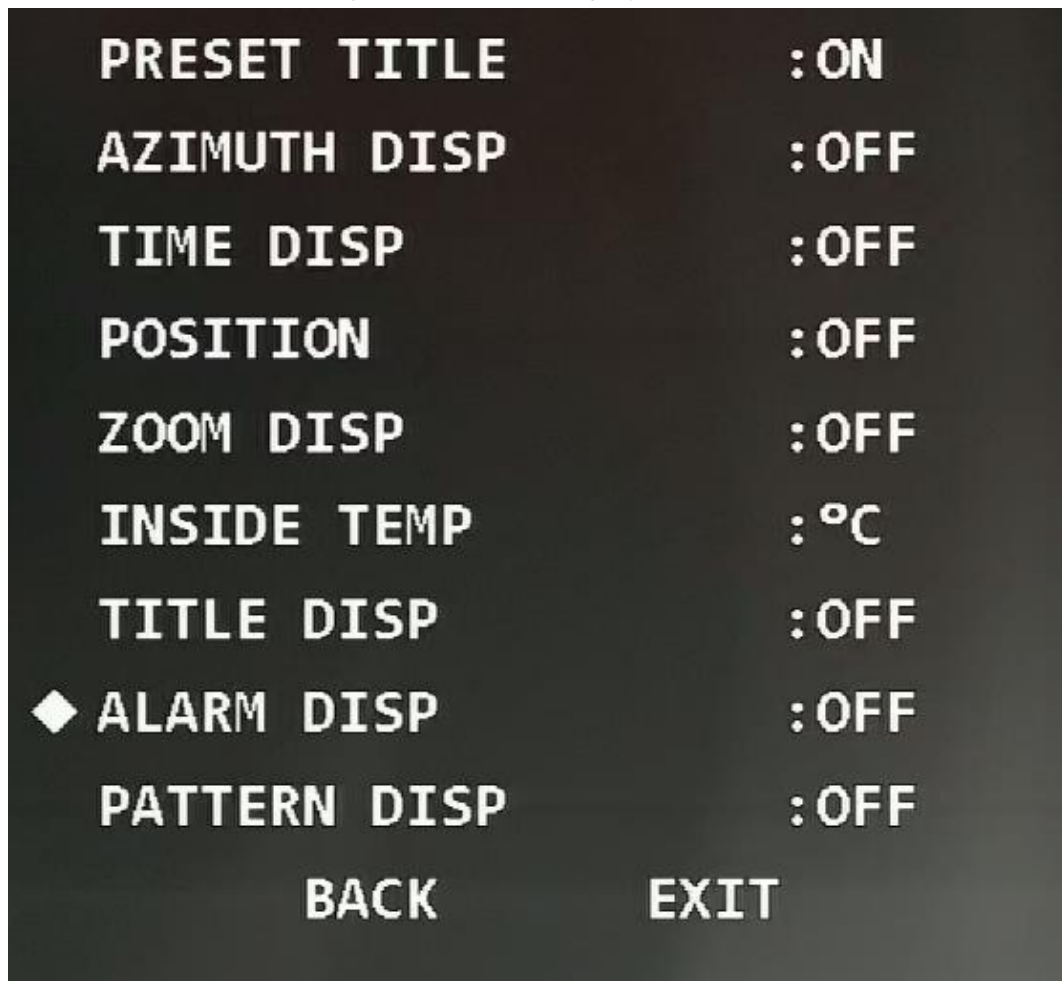 PRESET TITLE :ON
AZIMUTH DISP :OFF
TIME DISP :OFF
POSITION :OFF
ZOOM DISP :OFF
INSIDE TEMP :ºC
TITLE DISP :OFF
◆ ALARM DISP :OFF
PATTERN DISP :OFF
BACK EXIT